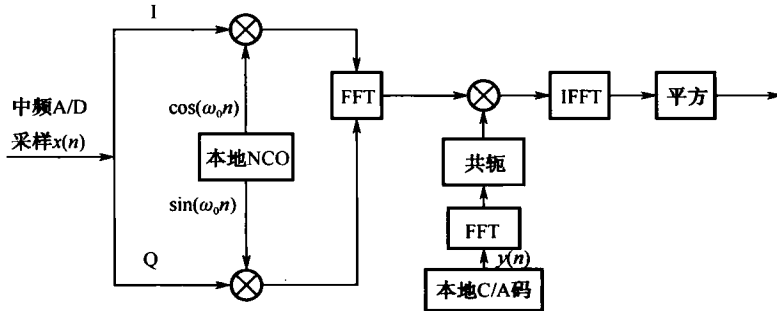 I
中频A/D
采样x(n)
cos(ω₀n)
本地NCO
sin(ω₀n)
Q
FFT
IFFT
平方
共轭
FFT
y(n)
本地C/A码